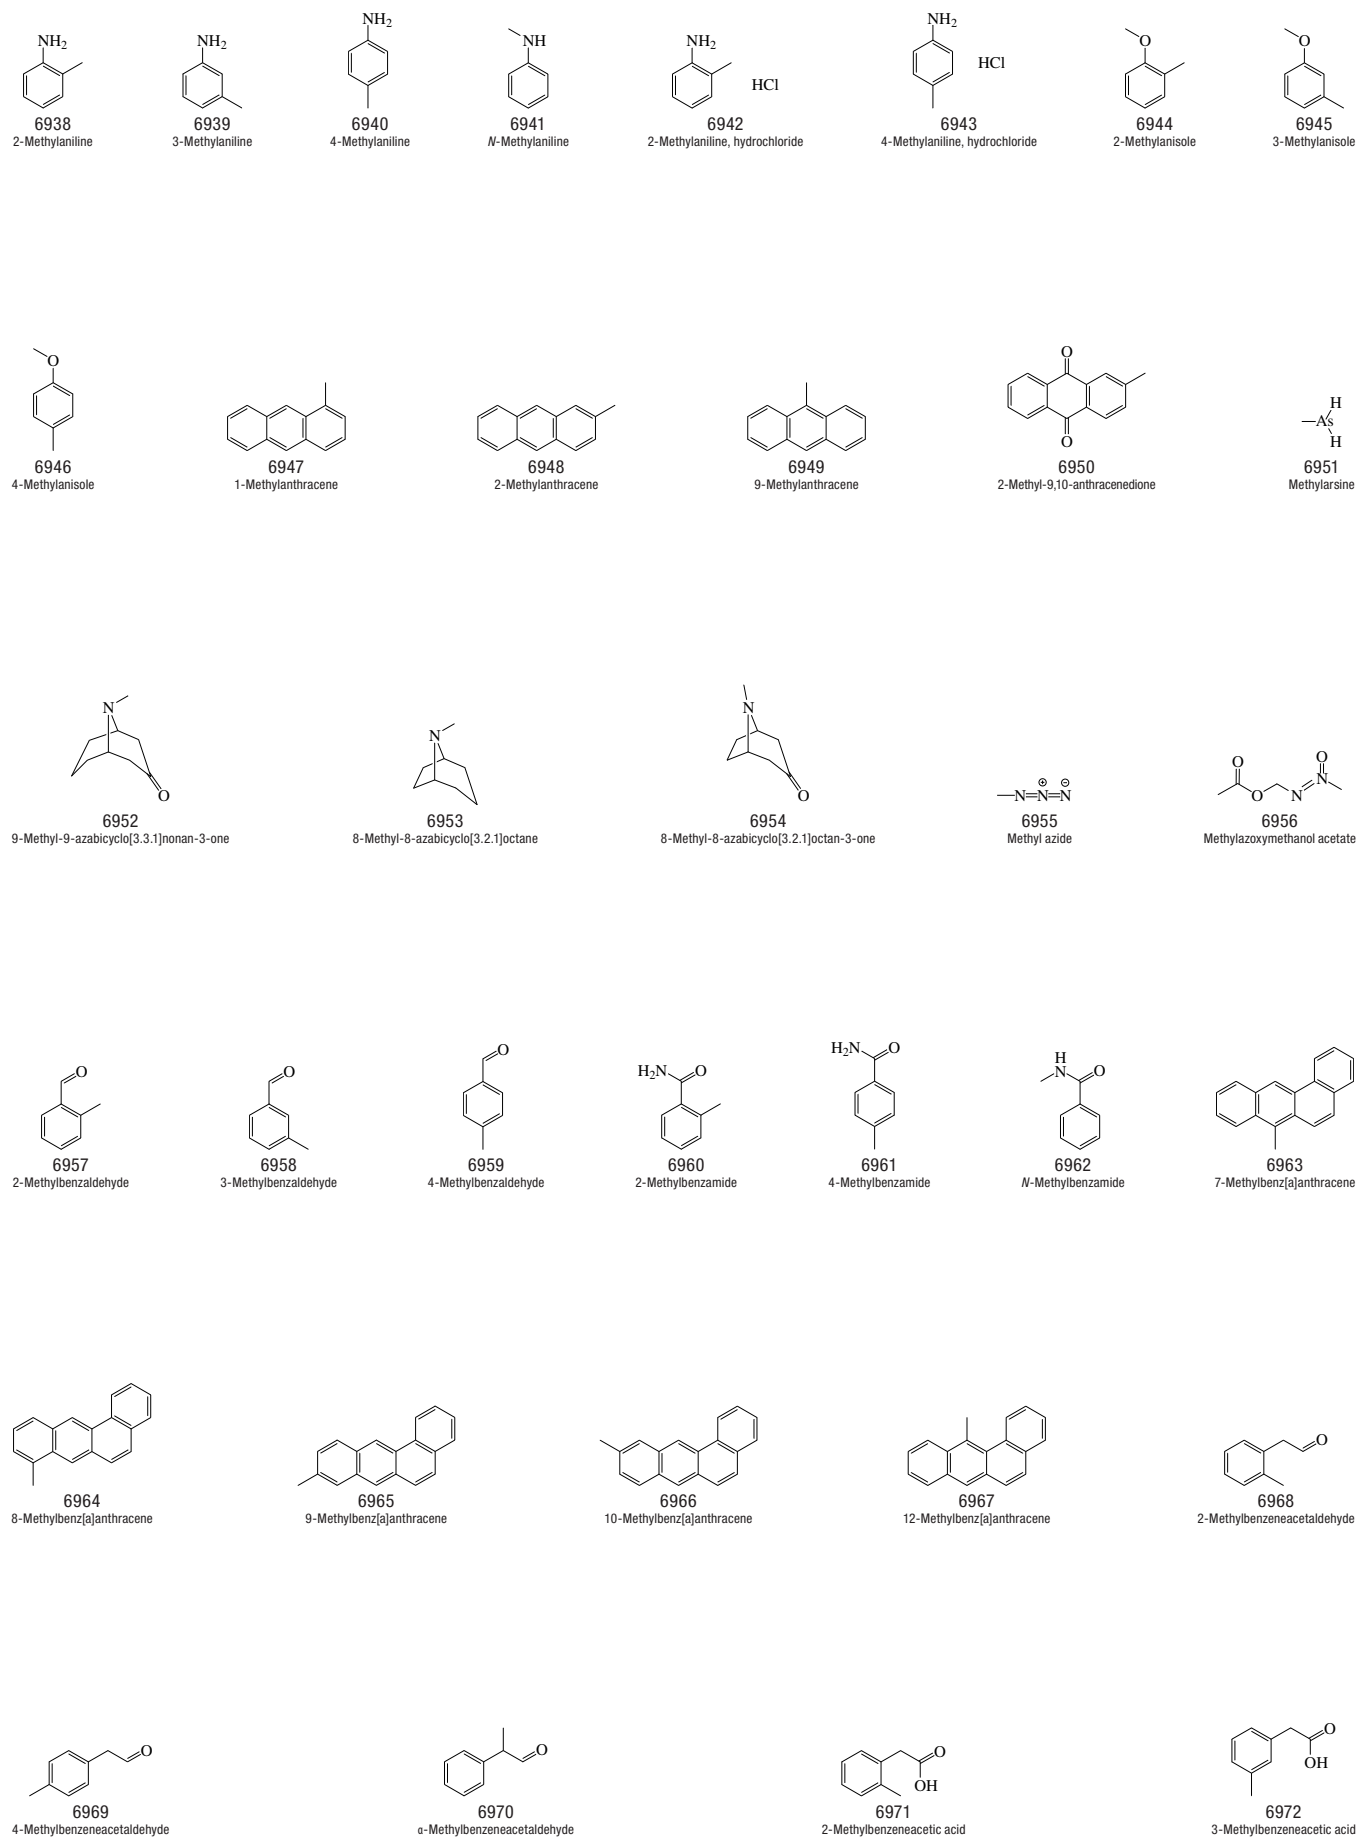 NH2 NH2 NH2 NH NH2 HCl NH2 HCl O O
6938 6939 6940 6941 6942 6943 6944 6945
2-Methylaniline 3-Methylaniline 4-Methylaniline N-Methylaniline 2-Methylaniline, hydrochloride 4-Methylaniline, hydrochloride 2-Methylanisole 3-Methylanisole
O O O As H H
6946 6947 6948 6949 6950 6951
4-Methylanisole 1-Methylanthracene 2-Methylanthracene 9-Methylanthracene 2-Methyl-9,10-anthracenedione Methylarsine
N O N N O N N N O O N N O
6952 6953 6954 6955 6956
9-Methyl-9-azabicyclo[3.3.1]nonan-3-one 8-Methyl-8-azabicyclo[3.2.1]octane 8-Methyl-8-azabicyclo[3.2.1]octan-3-one Methyl azide Methylazoxymethanol acetate
O O O H2N O H2N O H N O
6957 6958 6959 6960 6961 6962 6963
2-Methylbenzaldehyde 3-Methylbenzaldehyde 4-Methylbenzaldehyde 2-Methylbenzamide 4-Methylbenzamide N-Methylbenzamide 7-Methylbenz[a]anthracene
O
6964 6965 6966 6967 6968
8-Methylbenz[a]anthracene 9-Methylbenz[a]anthracene 10-Methylbenz[a]anthracene 12-Methylbenz[a]anthracene 2-Methylbenzeneacetaldehyde
O O O OH O OH
6969 6970 6971 6972
4-Methylbenzeneacetaldehyde α-Methylbenzeneacetaldehyde 2-Methylbenzeneacetic acid 3-Methylbenzeneacetic acid